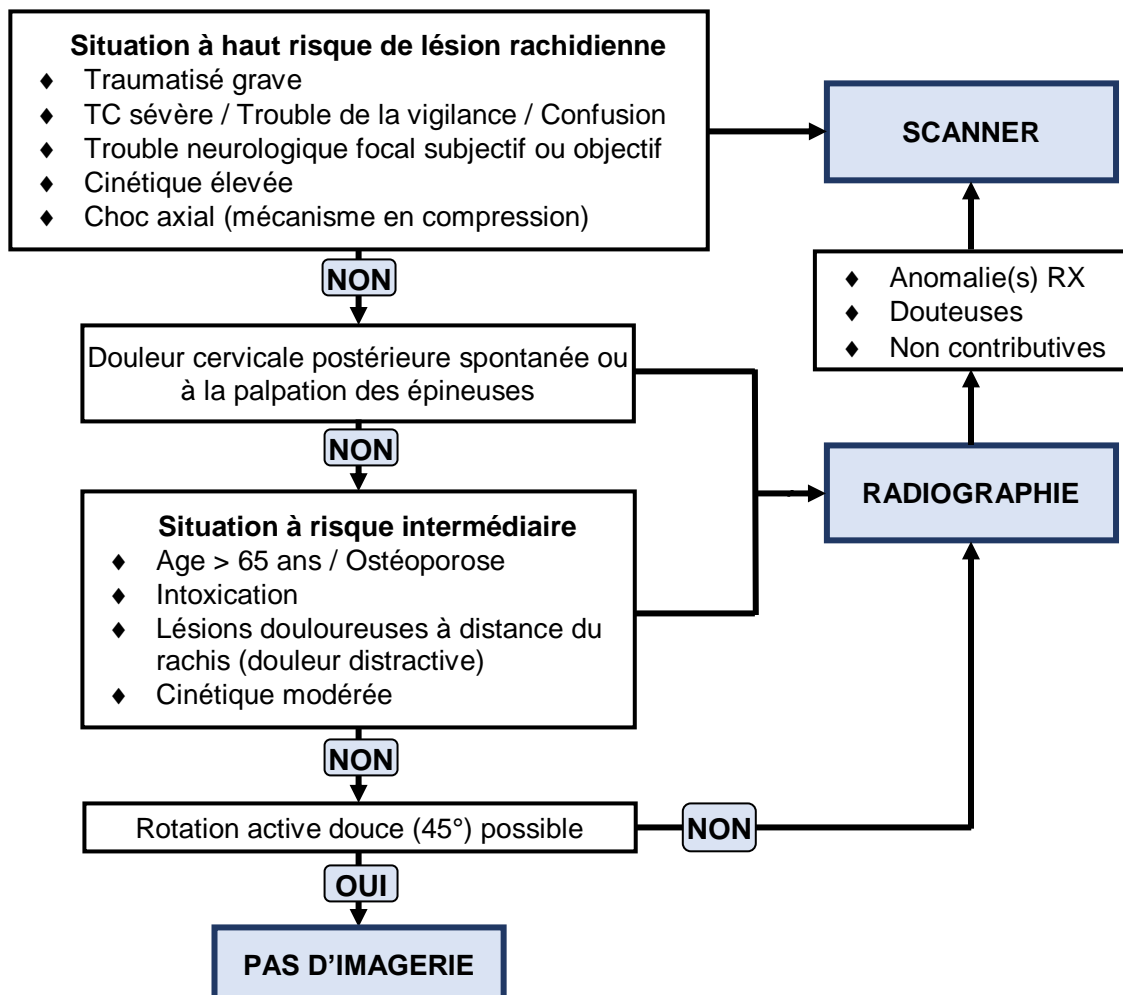 Situation à haut risque de lésion rachidienne
♦ Traumatisé grave
♦ TC sévère / Trouble de la vigilance / Confusion
♦ Trouble neurologique focal subjectif ou objectif
♦ Cinétique élevée
♦ Choc axial (mécanisme en compression)
SCANNER
NON
♦ Anomalie(s) RX
♦ Douteuses
♦ Non contributives
Douleur cervicale postérieure spontanée ou
à la palpation des épineuses
NON
RADIOGRAPHIE
Situation à risque intermédiaire
♦ Age > 65 ans / Ostéoporose
♦ Intoxication
♦ Lésions douloureuses à distance du
rachis (douleur distractive)
♦ Cinétique modérée
NON
Rotation active douce (45°) possible
NON
OUI
PAS D’IMAGERIE